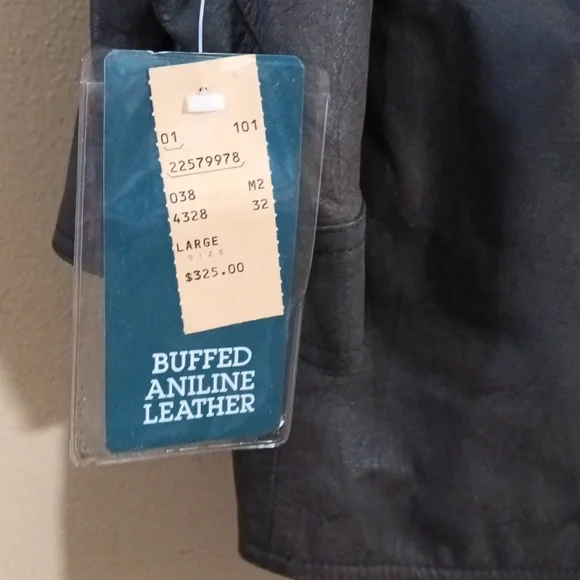 01 101
22579978
038 M2
4328 32
LARGE
SIZE
$325.00
BUFFED
ANILINE
LEATHER